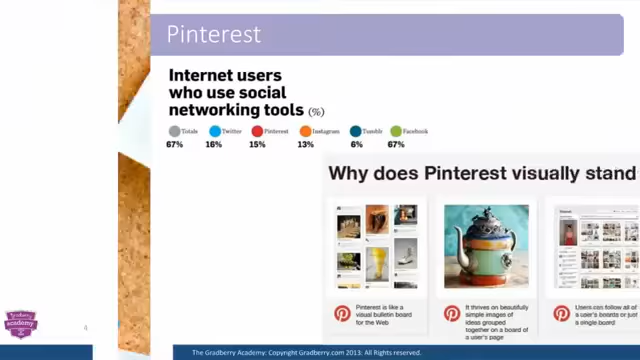 Pinterest
Internet users
who use social
networking tools (%)
Totals Twitter Pinterest Instagram Tumblr Facebook
67% 16% 15% 13% 6% 67%
Why does Pinterest visually stand
Pinterest is like a
visual bulletin board
for the Web
It thrives on beautifully
simple images of
ideas grouped
together on a board
of a user's page
Users can follow all of
a user's boards or just
a single board
Gradberry
academy
4
The Gradberry Academy: Copyright Gradberry.com 2013: All Rights reserved.